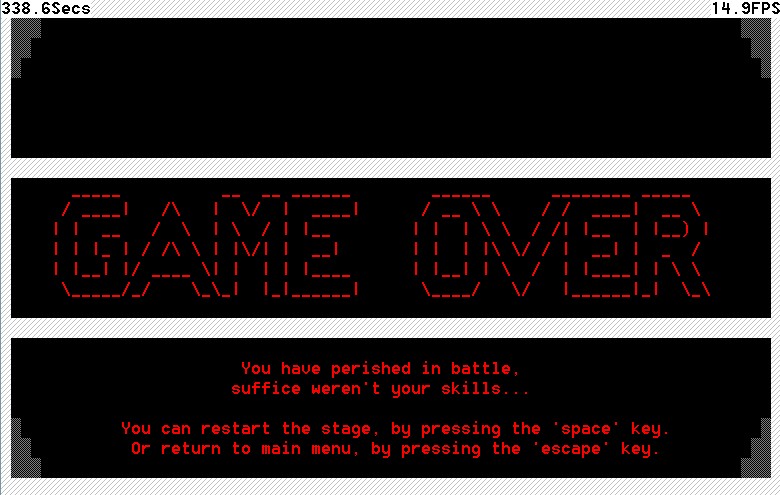 338.6Secs 14.9FPS
GAME OVER
You have perished in battle,
suffice weren't your skills...
You can restart the stage, by pressing the 'space' key.
Or return to main menu, by pressing the 'escape' key.